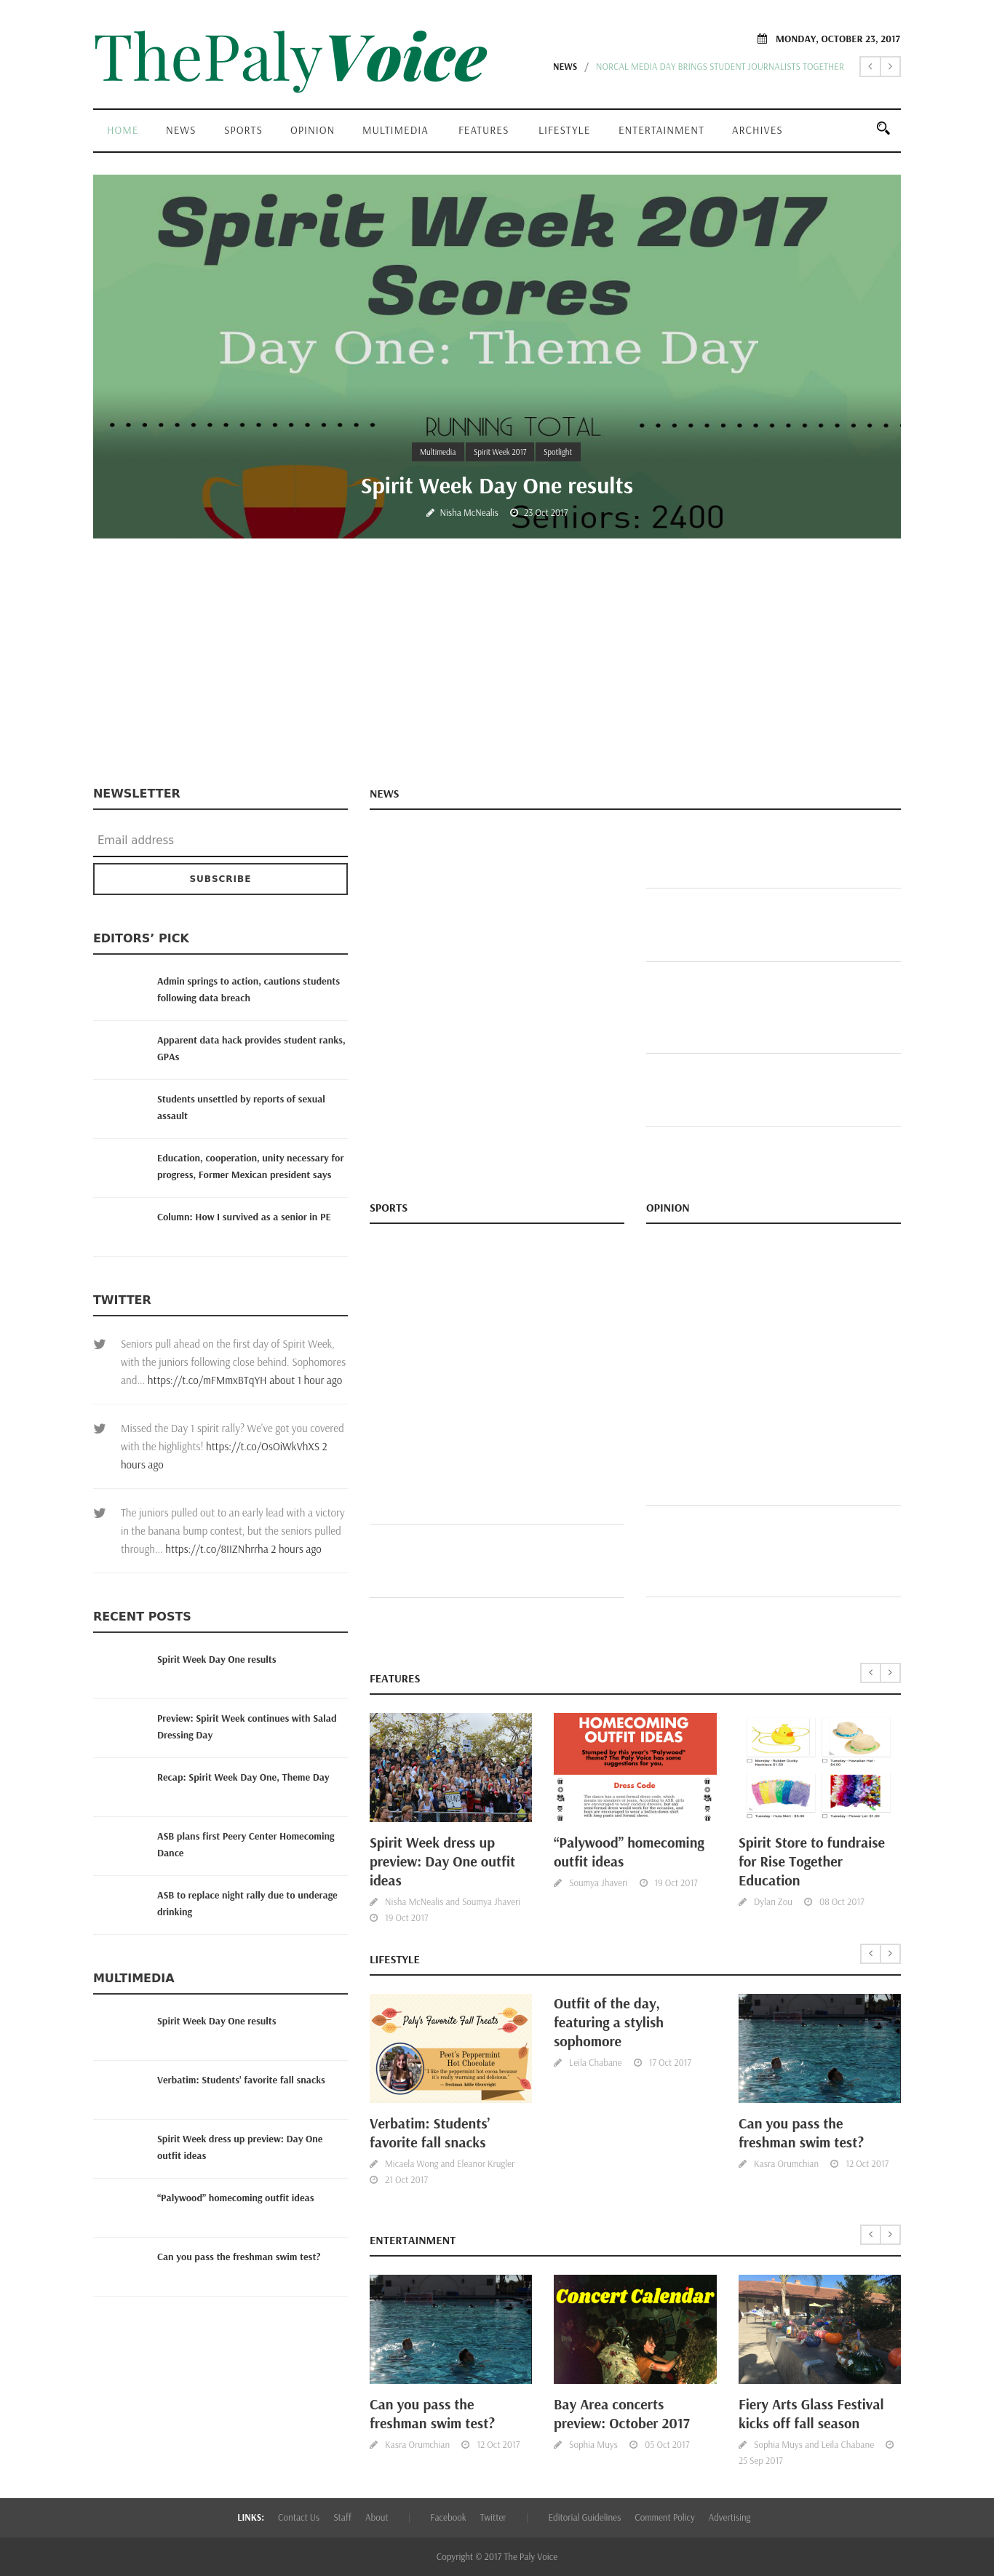 ThePalyVoice
MONDAY, OCTOBER 23, 2017
NEWS / NORCAL MEDIA DAY BRINGS STUDENT JOURNALISTS TOGETHER
HOME NEWS SPORTS OPINION MULTIMEDIA FEATURES LIFESTYLE ENTERTAINMENT ARCHIVES
Spirit Week 2017
Scores
Day One: Theme Day
RUNNING TOTAL
Multimedia Spirit Week 2017 Spotlight
Spirit Week Day One results
Nisha McNealis 23 Oct 2017
Seniors: 2400
NEWSLETTER
Email address
SUBSCRIBE
EDITORS’ PICK
Admin springs to action, cautions students
following data breach
Apparent data hack provides student ranks,
GPAs
Students unsettled by reports of sexual
assault
Education, cooperation, unity necessary for
progress, Former Mexican president says
Column: How I survived as a senior in PE
TWITTER
Seniors pull ahead on the first day of Spirit Week,
with the juniors following close behind. Sophomores
and... https://t.co/mFMmxBTqYH about 1 hour ago
Missed the Day 1 spirit rally? We've got you covered
with the highlights! https://t.co/OsOiWkVhXS 2
hours ago
The juniors pulled out to an early lead with a victory
in the banana bump contest, but the seniors pulled
through... https://t.co/8IIZNhrrha 2 hours ago
RECENT POSTS
Spirit Week Day One results
Preview: Spirit Week continues with Salad
Dressing Day
Recap: Spirit Week Day One, Theme Day
ASB plans first Peery Center Homecoming
Dance
ASB to replace night rally due to underage
drinking
MULTIMEDIA
Spirit Week Day One results
Verbatim: Students’ favorite fall snacks
Spirit Week dress up preview: Day One
outfit ideas
“Palywood” homecoming outfit ideas
Can you pass the freshman swim test?
NEWS
SPORTS
OPINION
FEATURES
HOMECOMING
OUTFIT IDEAS
Stumped by this year's "Palywood"
theme? The Paly Voice has some
suggestions for you.
Dress Code
Spirit Week dress up
preview: Day One outfit
ideas
Nisha McNealis and Soumya Jhaveri
19 Oct 2017
“Palywood” homecoming
outfit ideas
Soumya Jhaveri 19 Oct 2017
Spirit Store to fundraise
for Rise Together
Education
Dylan Zou 08 Oct 2017
LIFESTYLE
Paly's Favorite Fall Treats
Peet's Peppermint
Hot Chocolate
Verbatim: Students’
favorite fall snacks
Micaela Wong and Eleanor Krugler
21 Oct 2017
Outfit of the day,
featuring a stylish
sophomore
Leila Chabane 17 Oct 2017
Can you pass the
freshman swim test?
Kasra Orumchian 12 Oct 2017
ENTERTAINMENT
Concert Calendar
Can you pass the
freshman swim test?
Kasra Orumchian 12 Oct 2017
Bay Area concerts
preview: October 2017
Sophia Muys 05 Oct 2017
Fiery Arts Glass Festival
kicks off fall season
Sophia Muys and Leila Chabane
25 Sep 2017
LINKS: Contact Us Staff About Facebook Twitter Editorial Guidelines Comment Policy Advertising
Copyright © 2017 The Paly Voice